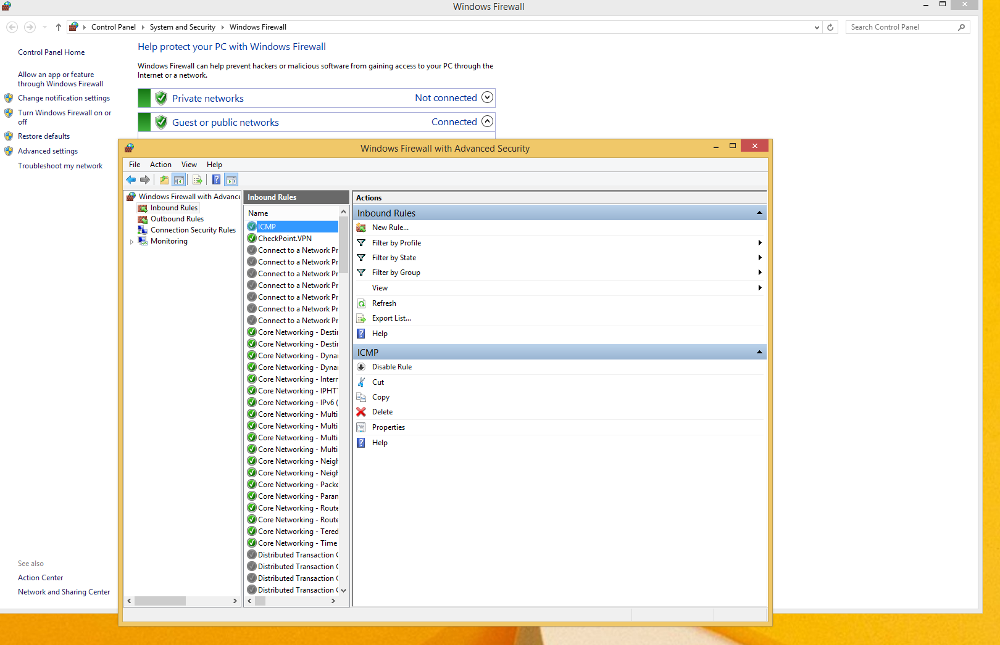 Windows Firewall
Control Panel
System and Security
Windows Firewall
Search Control Panel
Control Panel Home
Allow an app or feature
through Windows Firewall
Change notification settings
Turn Windows Firewall on or
off
Restore defaults
Advanced settings
Troubleshoot my network
See also
Action Center
Network and Sharing Center
Help protect your PC with Windows Firewall
Windows Firewall can help prevent hackers or malicious software from gaining access to your PC through the
Internet or a network.
Private networks
Not connected
Guest or public networks
Connected
Windows Firewall with Advanced Security
File Action View Help
Windows Firewall with Advance
Inbound Rules
Outbound Rules
Connection Security Rules
Monitoring
Inbound Rules
Name
ICMP
CheckPoint.VPN
Connect to a Network Pr
Connect to a Network Pr
Connect to a Network Pr
Connect to a Network Pr
Connect to a Network Pr
Connect to a Network Pr
Connect to a Network Pr
Core Networking - Destin
Core Networking - Destin
Core Networking - Dynar
Core Networking - Dynar
Core Networking - Intern
Core Networking - IPHTT
Core Networking - IPv6 (
Core Networking - Multi
Core Networking - Multi
Core Networking - Multi
Core Networking - Multi
Core Networking - Neigh
Core Networking - Neigh
Core Networking - Packe
Core Networking - Param
Core Networking - Route
Core Networking - Route
Core Networking - Tered
Core Networking - Time
Distributed Transaction C
Distributed Transaction C
Distributed Transaction C
Distributed Transaction C
Actions
Inbound Rules
New Rule...
Filter by Profile
Filter by State
Filter by Group
View
Refresh
Export List...
Help
ICMP
Disable Rule
Cut
Copy
Delete
Properties
Help